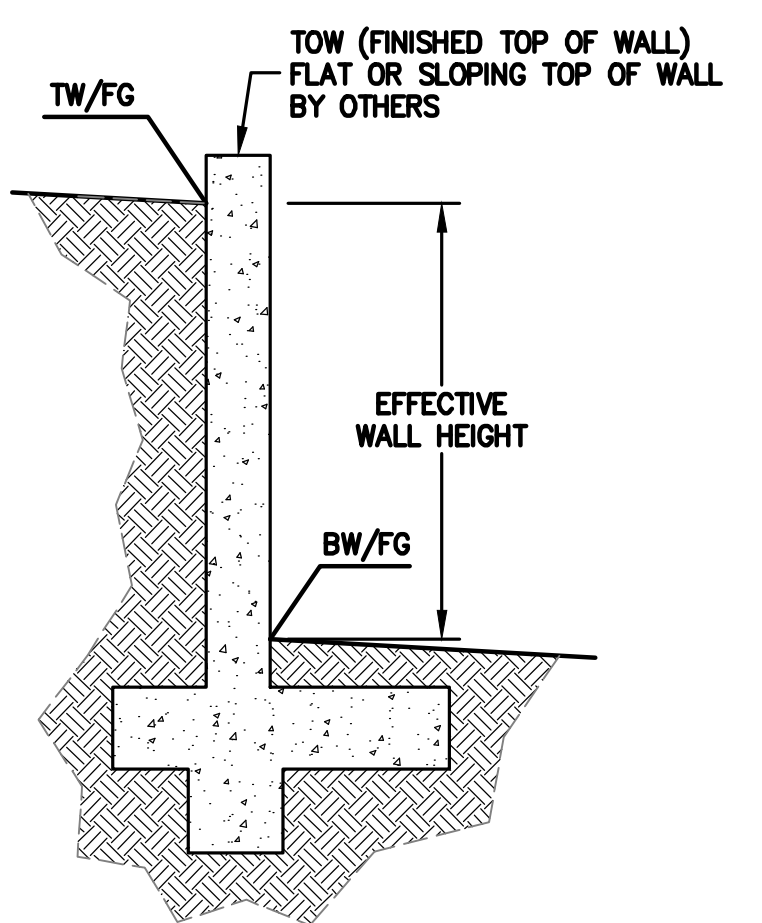 TOW (FINISHED TOP OF WALL)
FLAT OR SLOPING TOP OF WALL
BY OTHERS
TW/FG
EFFECTIVE
WALL HEIGHT
BW/FG